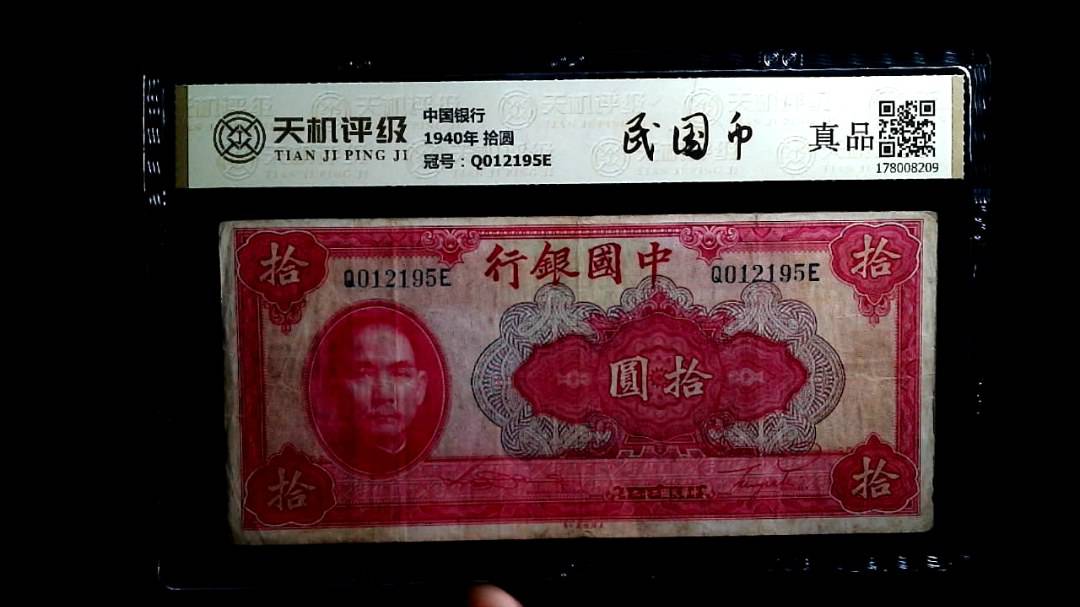 天机评级
TIAN JI PING JI
中国银行
1940年 拾圆
冠号：Q012195E
民国币
真品
178008209
拾
Q012195E
行銀國中
Q012195E
拾
圓拾
拾
拾